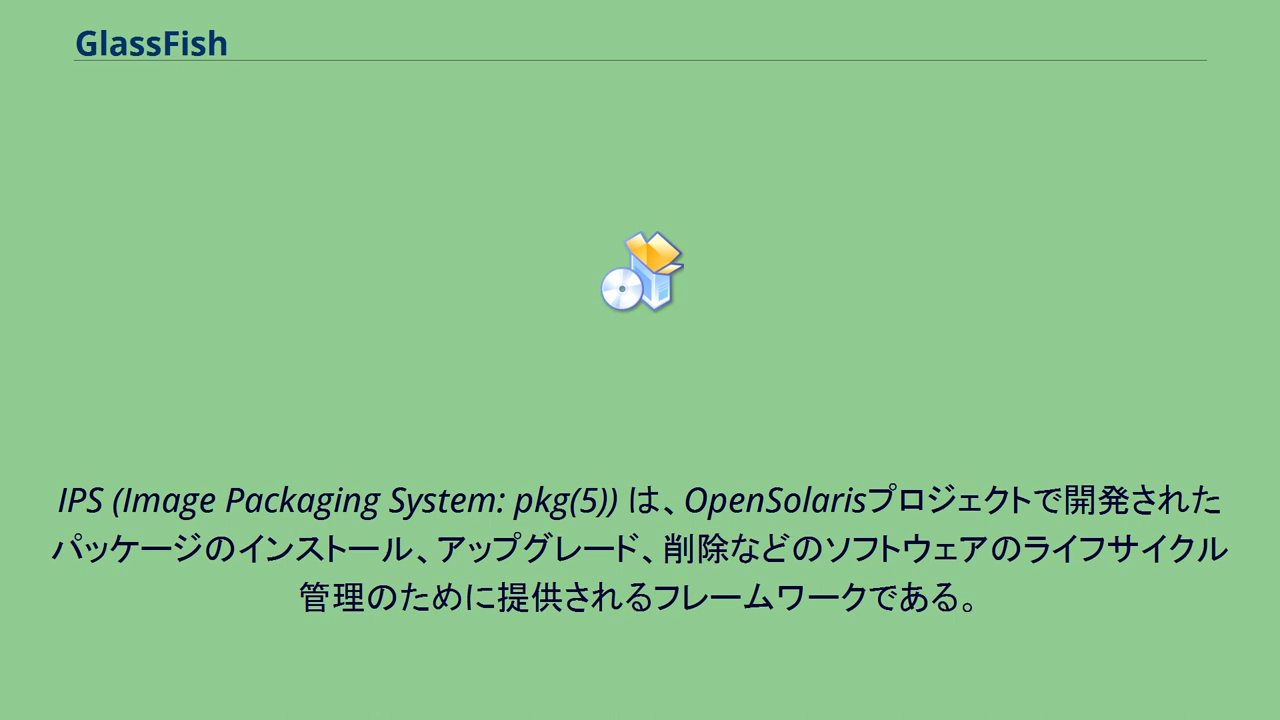 GlassFish
IPS (Image Packaging System: pkg(5)) は、OpenSolarisプロジェクトで開発された
パッケージのインストール、アップグレード、削除などのソフトウェアのライフサイクル
管理のために提供されるフレームワークである。